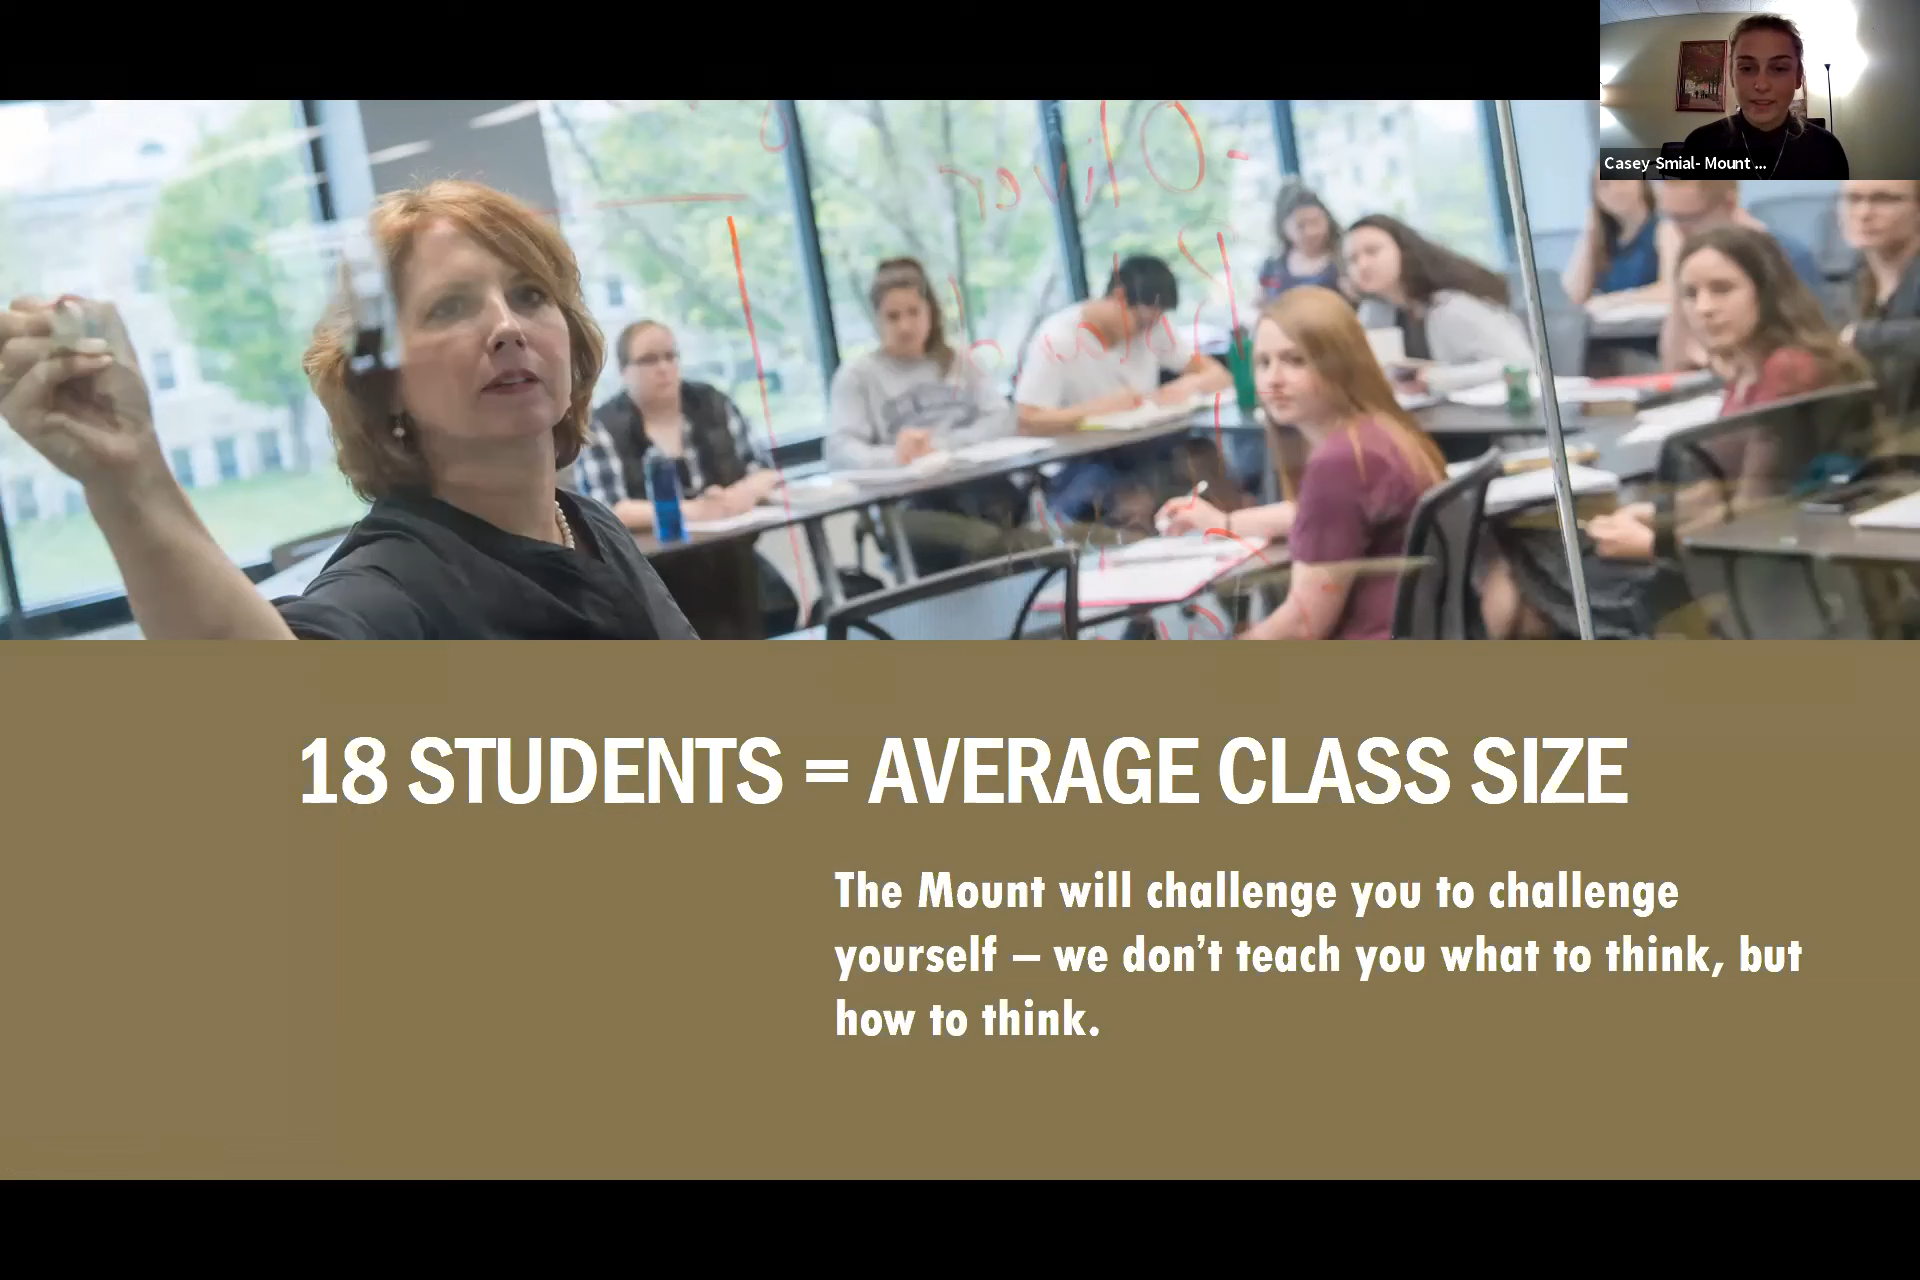 Casey Smial- Mount ...
-Oliver
18 STUDENTS = AVERAGE CLASS SIZE
The Mount will challenge you to challenge
yourself – we don’t teach you what to think, but
how to think.